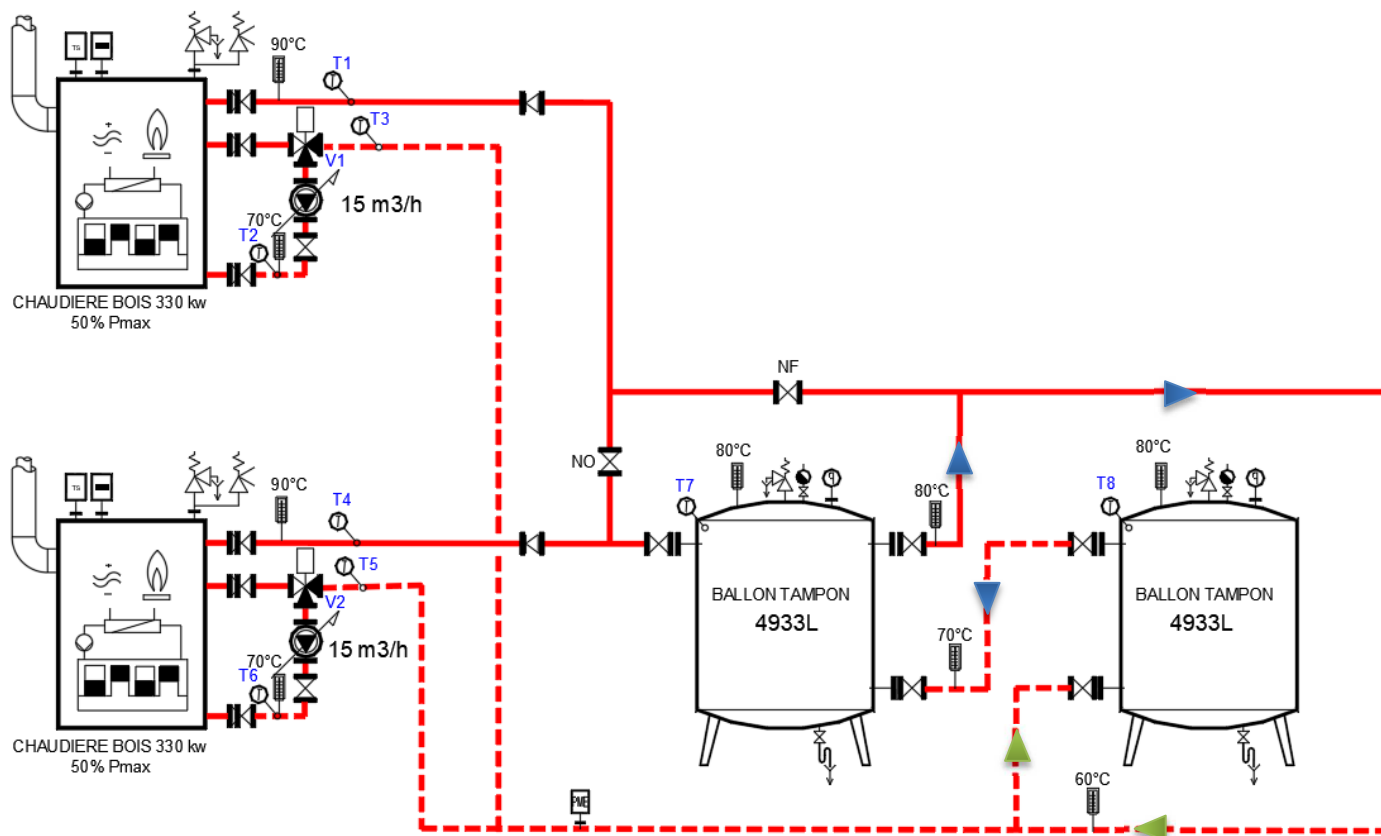 90°C
T1
TS
T3
V1
15 m3/h
70°C
T2
CHAUDIERE BOIS 330 kw
50% Pmax
NF
NO
80°C
80°C
90°C
T4
T7
80°C
T8
TS
T5
V2
BALLON TAMPON
4933L
BALLON TAMPON
4933L
15 m3/h
70°C
70°C
T6
CHAUDIERE BOIS 330 kw
50% Pmax
60°C